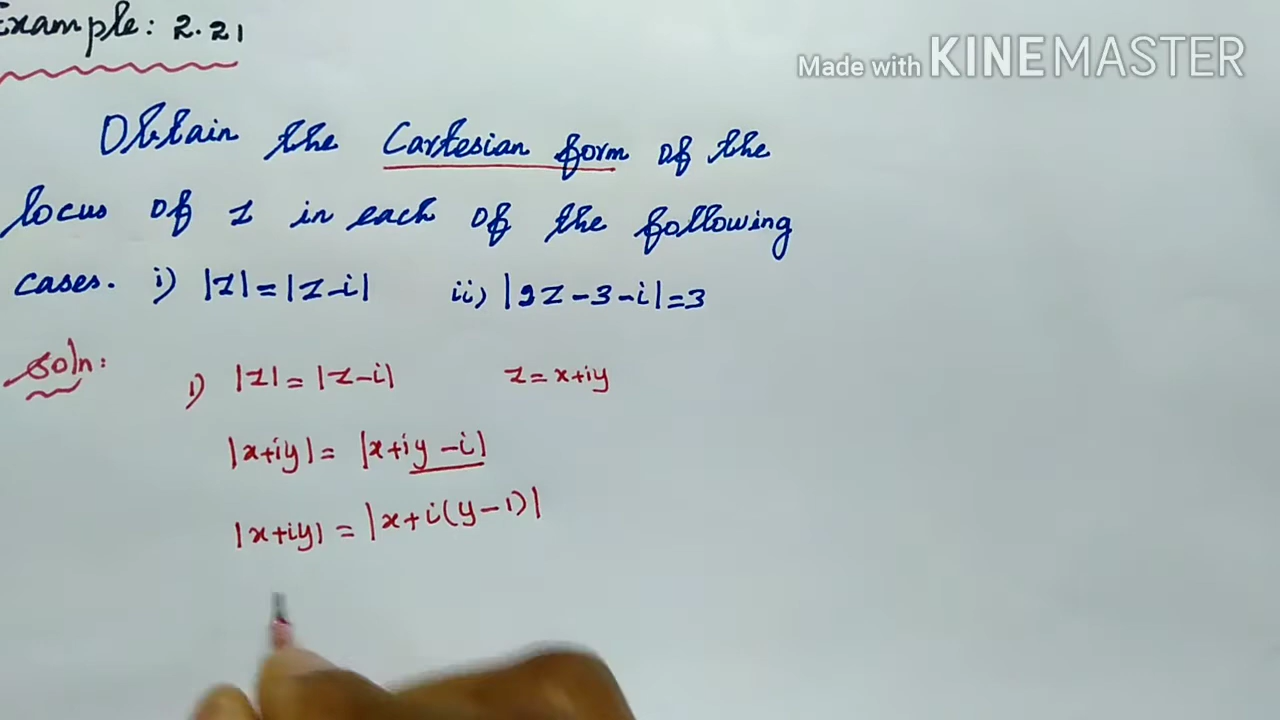 Example: 2.21
Made with KINEMASTER
Obtain the Cartesian form of the
locus of z in each of the following
cases. i) |z| = |z-i| ii) |2z-3-i| = 3
Soln:
1) |z| = |z-i| z = x+iy
|x+iy| = |x+iy-i|
|x+iy| = |x+i(y-1)|